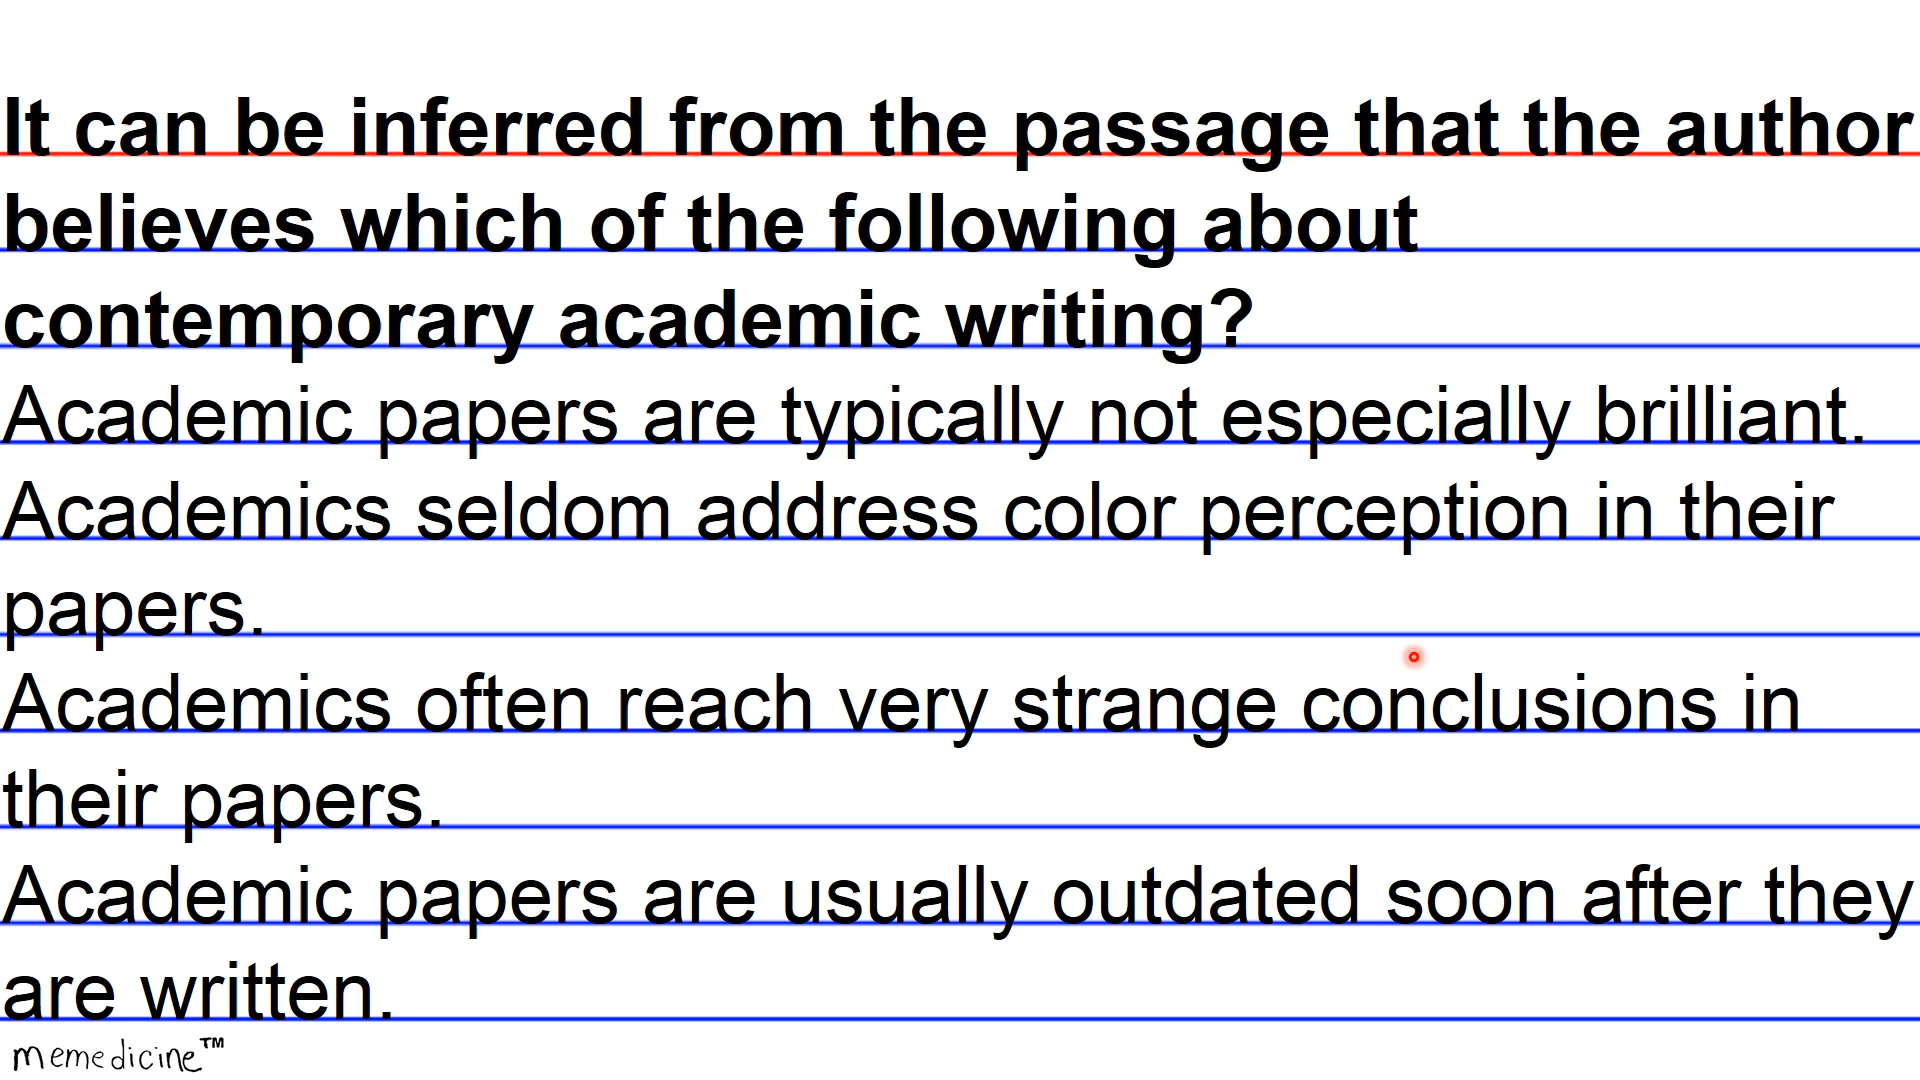 It can be inferred from the passage that the author
believes which of the following about
contemporary academic writing?
Academic papers are typically not especially brilliant.
Academics seldom address color perception in their
papers.
Academics often reach very strange conclusions in
their papers.
Academic papers are usually outdated soon after they
are written.
memedicine™